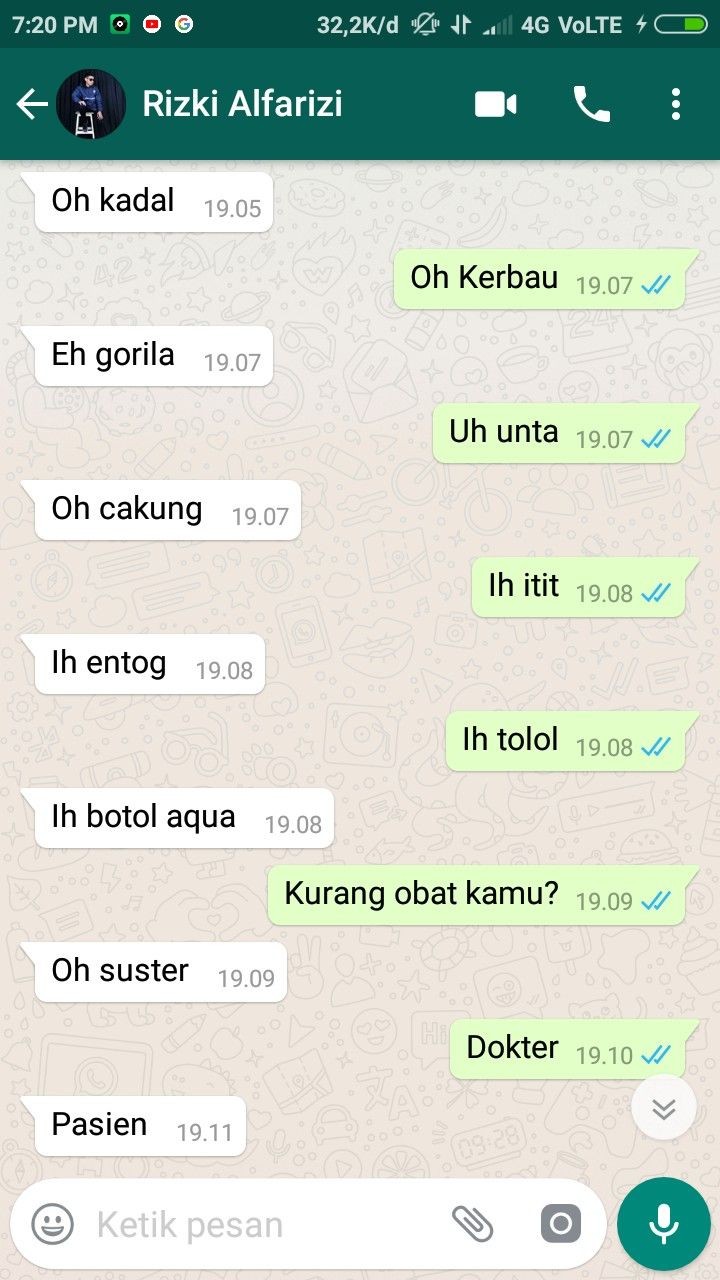 7:20 PM 32,2K/d 4G VoLTE
Rizki Alfarizi
Oh kadal 19.05
Oh Kerbau 19.07
Eh gorila 19.07
Uh unta 19.07
Oh cakung 19.07
Ih itit 19.08
Ih entog 19.08
Ih tolol 19.08
Ih botol aqua 19.08
Kurang obat kamu? 19.09
Oh suster 19.09
Dokter 19.10
Pasien 19.11
Ketik pesan